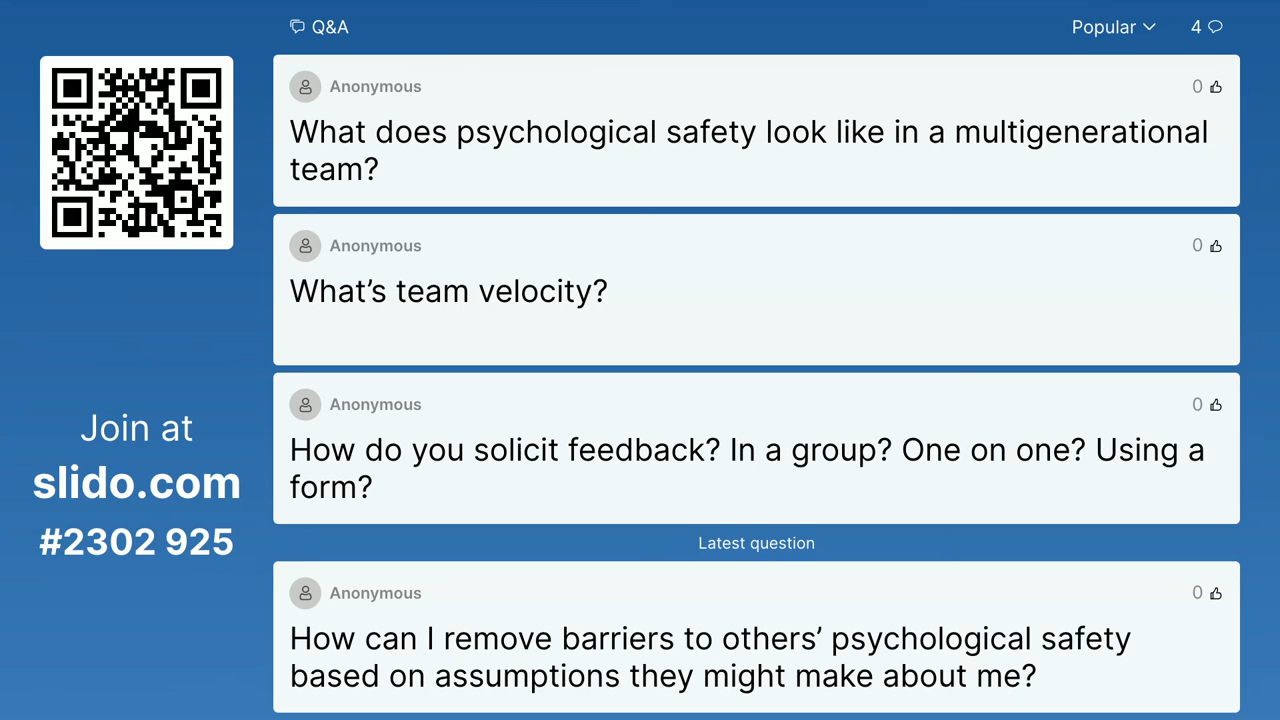 Q&A
Popular
4
Anonymous
0
What does psychological safety look like in a multigenerational
team?
Anonymous
0
What’s team velocity?
Anonymous
0
How do you solicit feedback? In a group? One on one? Using a
form?
Latest question
Anonymous
0
How can I remove barriers to others’ psychological safety
based on assumptions they might make about me?
Join at
slido.com
#2302 925